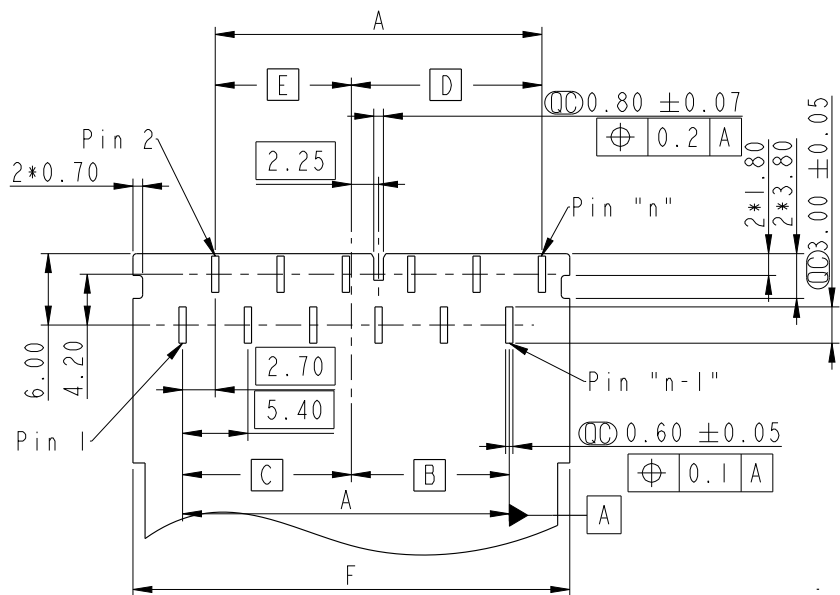 A
E
D
QC 0.80 ±0.07
⌖ 0.2 A
Pin 2
2.25
2*0.70
Pin "n"
2*1.80
2*3.80
QC 3.00 ±0.05
6.00
4.20
2.70
5.40
Pin 1
Pin "n-1"
QC 0.60 ±0.05
⌖ 0.1 A
C
B
A
A
F